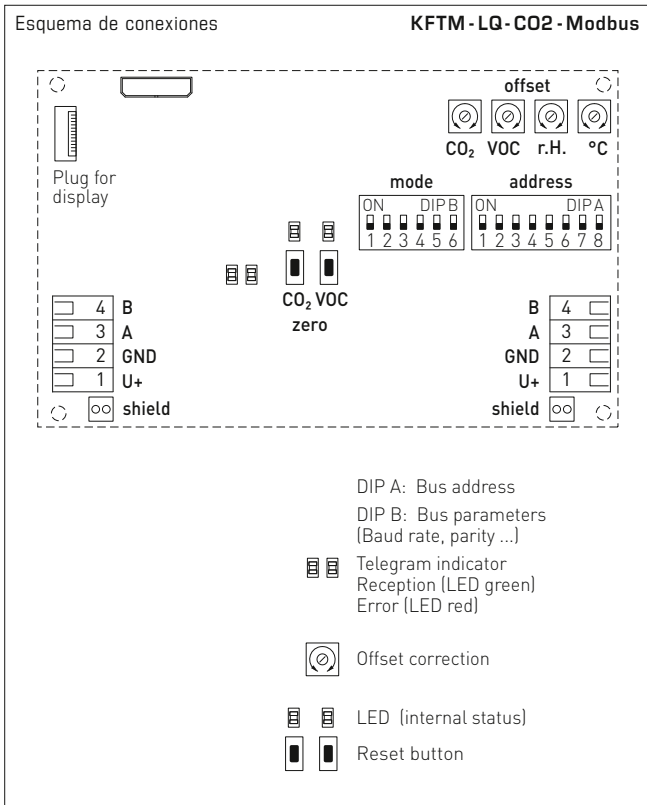 Esquema de conexiones KFTM-LQ-CO2-Modbus
offset
CO₂ VOC r.H. °C
Plug for
display
mode address
ON DIP B ON DIP A
1 2 3 4 5 6 1 2 3 4 5 6 7 8
CO₂ VOC
zero
4 B B 4
3 A A 3
2 GND GND 2
1 U+ U+ 1
shield shield
DIP A: Bus address
DIP B: Bus parameters
(Baud rate, parity ...)
Telegram indicator
Reception (LED green)
Error (LED red)
Offset correction
LED (internal status)
Reset button